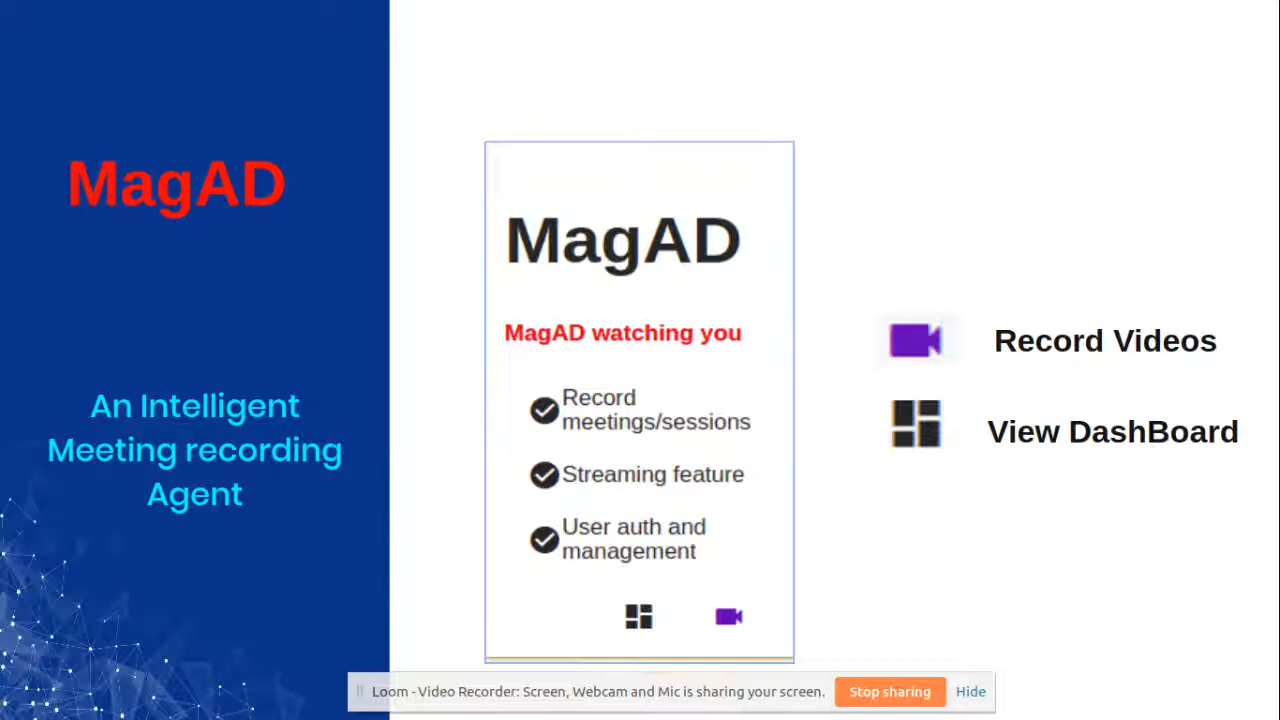 MagAD
An Intelligent
Meeting recording
Agent
MagAD
MagAD watching you
Record
meetings/sessions
Streaming feature
User auth and
management
Record Videos
View DashBoard
Loom - Video Recorder: Screen, Webcam and Mic is sharing your screen.
Stop sharing
Hide